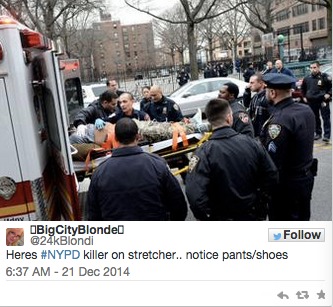 ▯BigCityBlonde▯
Follow
@24kBlondi
Heres #NYPD killer on stretcher.. notice pants/shoes
6:37 AM - 21 Dec 2014